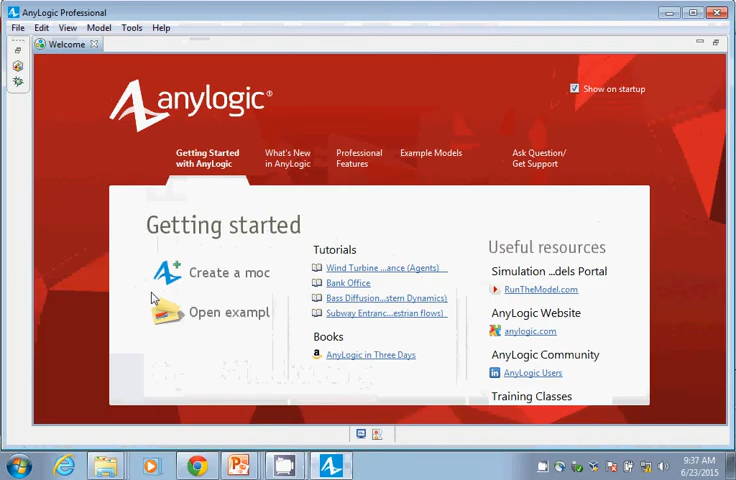 AnyLogic Professional
File Edit View Model Tools Help
Welcome
anylogic®
Show on startup
Getting Started
with AnyLogic
What's New
in AnyLogic
Professional
Features
Example Models
Ask Question/
Get Support
Getting started
Create a moc
Open exampl
Tutorials
Wind Turbine ...ance (Agents)
Bank Office
Bass Diffusion...stem Dynamics)
Subway Entranc...estrian flows)
Books
AnyLogic in Three Days
Useful resources
Simulation ...dels Portal
RunTheModel.com
AnyLogic Website
anylogic.com
AnyLogic Community
AnyLogic Users
Training Classes
9:37 AM
6/23/2015